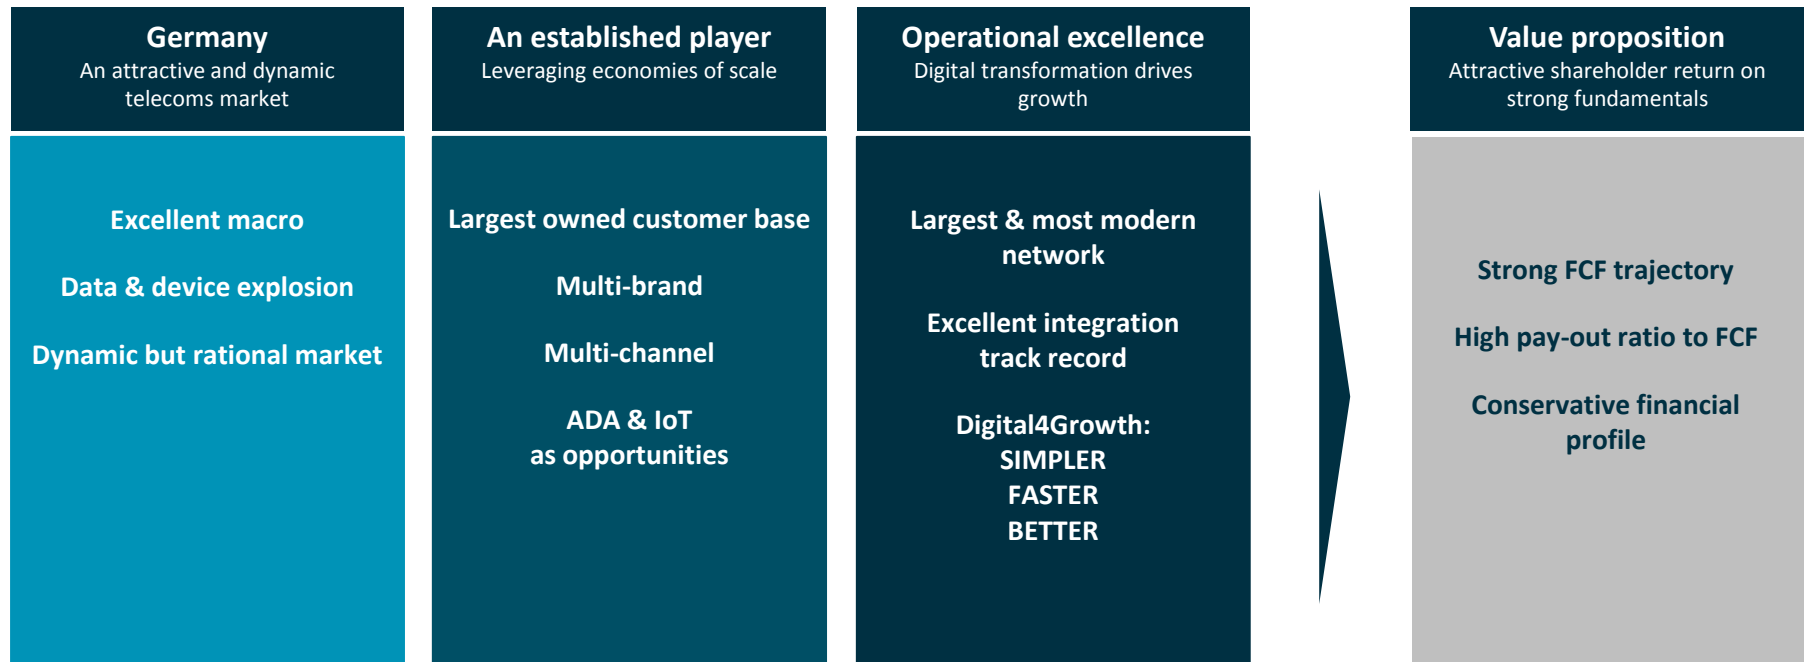 Germany
An attractive and dynamic
telecoms market
Excellent macro
Data & device explosion
Dynamic but rational market
An established player
Leveraging economies of scale
Largest owned customer base
Multi-brand
Multi-channel
ADA & IoT
as opportunities
Operational excellence
Digital transformation drives
growth
Largest & most modern
network
Excellent integration
track record
Digital4Growth:
SIMPLER
FASTER
BETTER
Value proposition
Attractive shareholder return on
strong fundamentals
Strong FCF trajectory
High pay-out ratio to FCF
Conservative financial
profile